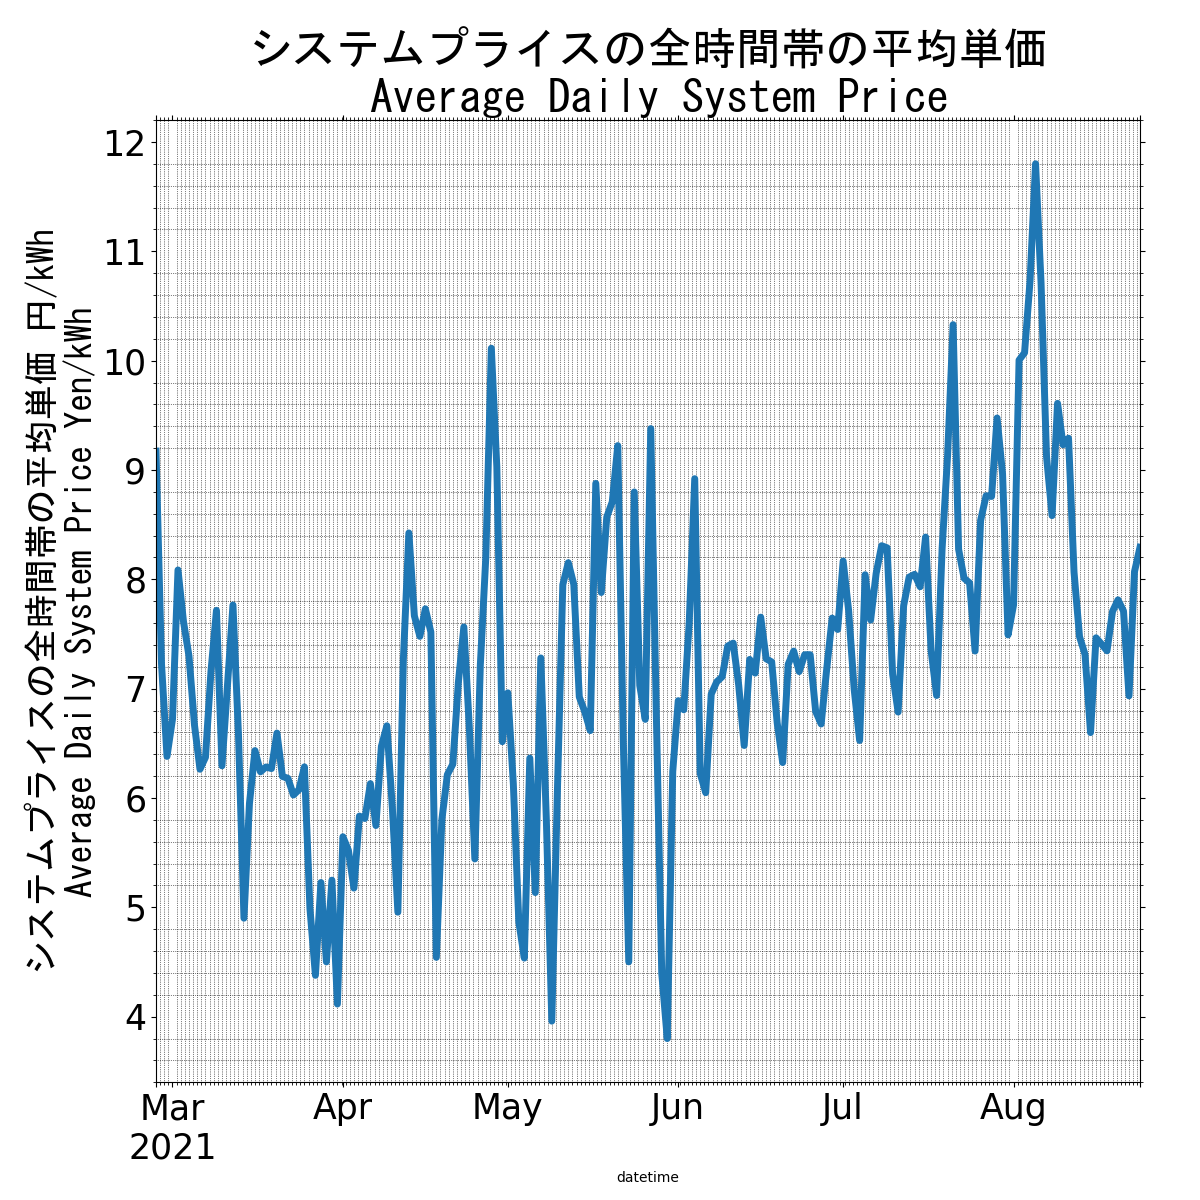 システムプライスの全時間帯の平均単価
Average Daily System Price
システムプライスの全時間帯の平均単価 円/kWh
Average Daily System Price Yen/kWh
12
11
10
9
8
7
6
5
4
Mar
2021
Apr
May
Jun
Jul
Aug
datetime